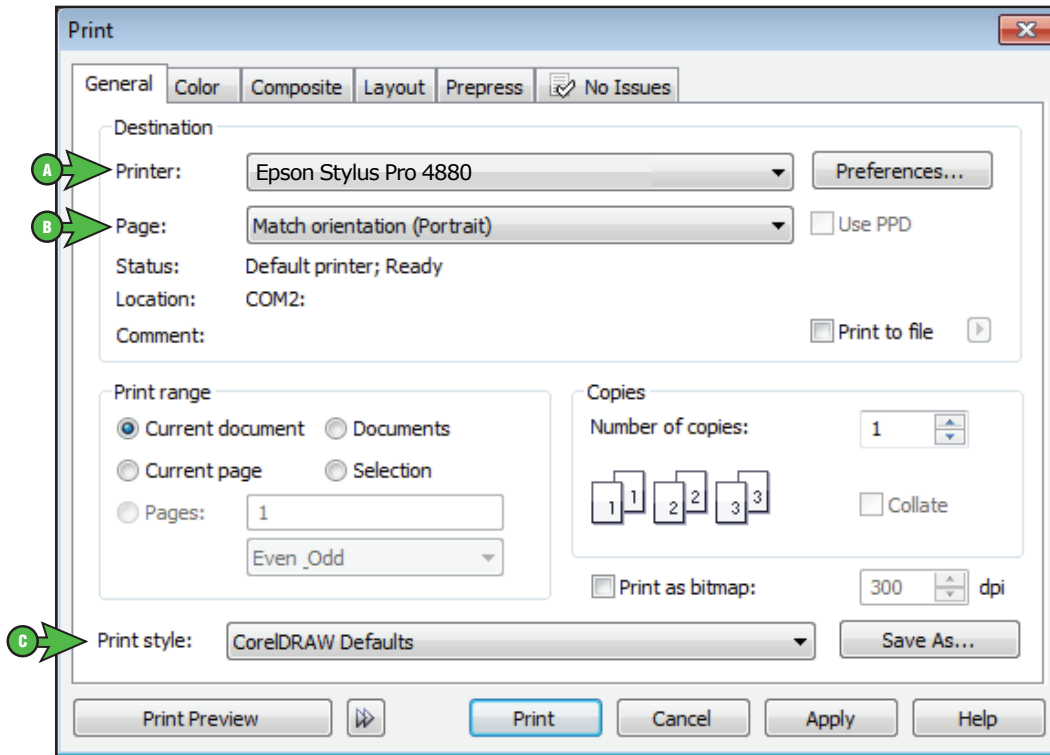 Print
General Color Composite Layout Prepress No Issues
Destination
A Printer: Epson Stylus Pro 4880 Preferences...
B Page: Match orientation (Portrait) Use PPD
Status: Default printer; Ready
Location: COM2:
Comment: Print to file
Print range
Current document Documents
Current page Selection
Pages: 1
Even _Odd
Copies
Number of copies: 1
1 1 2 2 3 3
Collate
Print as bitmap: 300 dpi
C Print style: CorelDRAW Defaults Save As...
Print Preview Print Cancel Apply Help